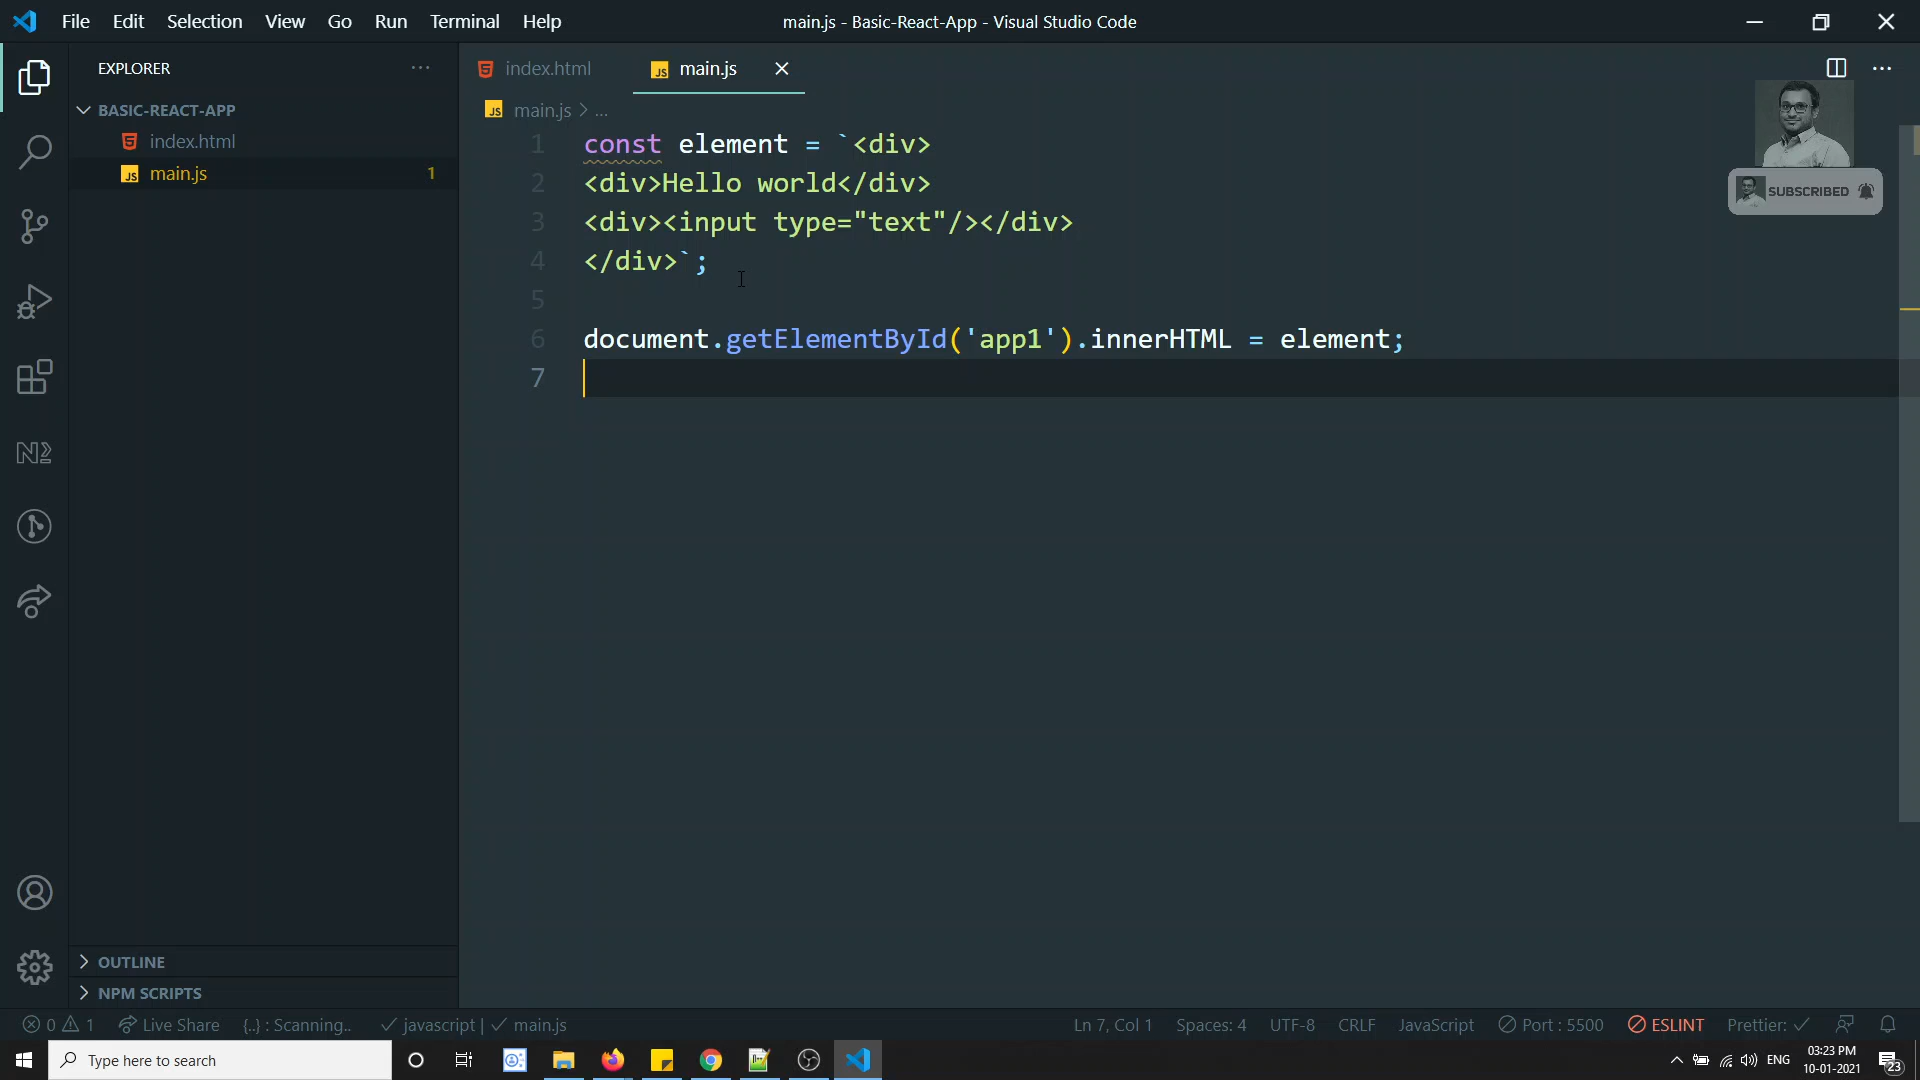 File Edit Selection View Go Run Terminal Help
main.js - Basic-React-App - Visual Studio Code
EXPLORER
BASIC-REACT-APP
index.html
main.js 1
OUTLINE
NPM SCRIPTS
index.html
main.js
main.js > ...
1 const element = `<div>
2 <div>Hello world</div>
3 <div><input type="text"/></div>
4 </div>`;
5
6 document.getElementById('app1').innerHTML = element;
7
SUBSCRIBED
0 1 Live Share {..} : Scanning.. javascript | main.js
Ln 7, Col 1 Spaces: 4 UTF-8 CRLF JavaScript Port : 5500 ESLINT Prettier:
Type here to search
ENG
03:23 PM
10-01-2021
23